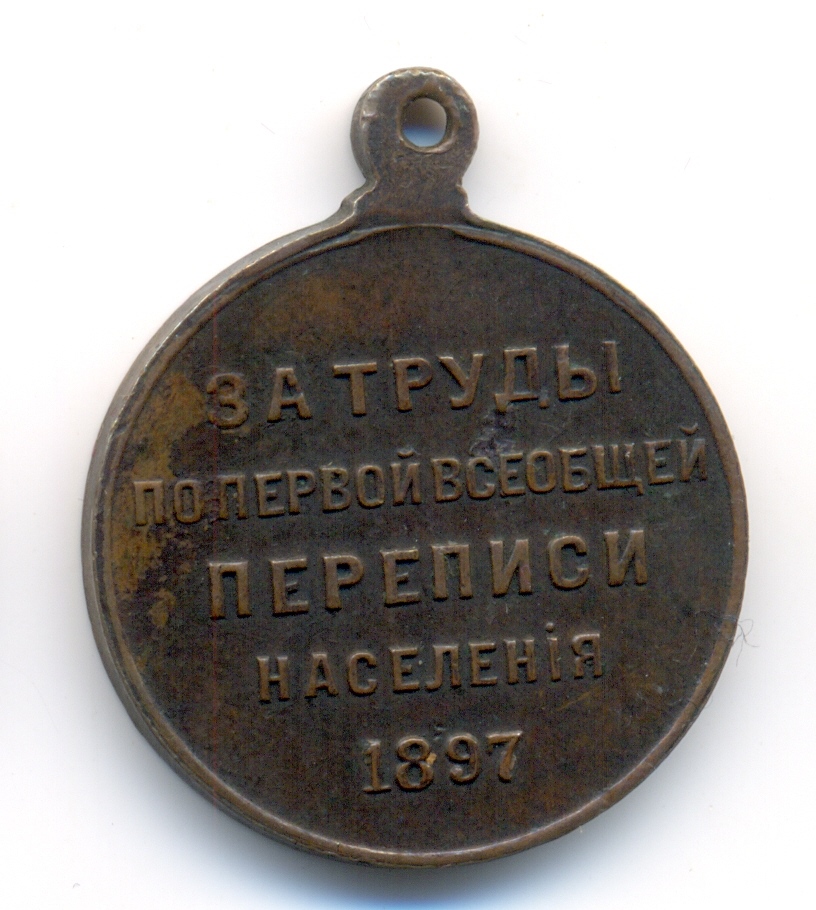 ЗА ТРУДЫ
ПО ПЕРВОЙ ВСЕОБЩЕЙ
ПЕРЕПИСИ
НАСЕЛЕНІЯ
1897